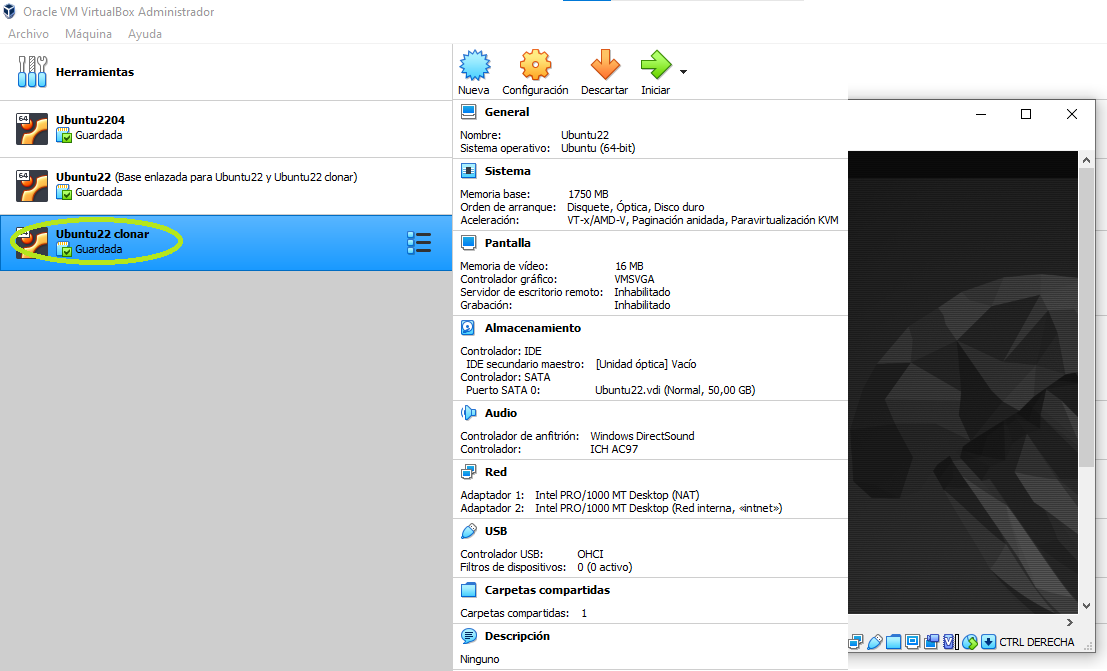 Oracle VM VirtualBox Administrador
Archivo Máquina Ayuda
Herramientas
64
Ubuntu2204
Guardada
64
Ubuntu22 (Base enlazada para Ubuntu22 y Ubuntu22 clonar)
Guardada
Ubuntu22 clonar
Guardada
Nueva Configuración Descartar Iniciar
General
Nombre: Ubuntu22
Sistema operativo: Ubuntu (64-bit)
Sistema
Memoria base: 1750 MB
Orden de arranque: Disquete, Óptica, Disco duro
Aceleración: VT-x/AMD-V, Paginación anidada, Paravirtualización KVM
Pantalla
Memoria de vídeo: 16 MB
Controlador gráfico: VMSVGA
Servidor de escritorio remoto: Inhabilitado
Grabación: Inhabilitado
Almacenamiento
Controlador: IDE
IDE secundario maestro: [Unidad óptica] Vacío
Controlador: SATA
Puerto SATA 0: Ubuntu22.vdi (Normal, 50,00 GB)
Audio
Controlador de anfitrión: Windows DirectSound
Controlador: ICH AC97
Red
Adaptador 1: Intel PRO/1000 MT Desktop (NAT)
Adaptador 2: Intel PRO/1000 MT Desktop (Red interna, «intnet»)
USB
Controlador USB: OHCI
Filtros de dispositivos: 0 (0 activo)
Carpetas compartidas
Carpetas compartidas: 1
Descripción
Ninguno
CTRL DERECHA